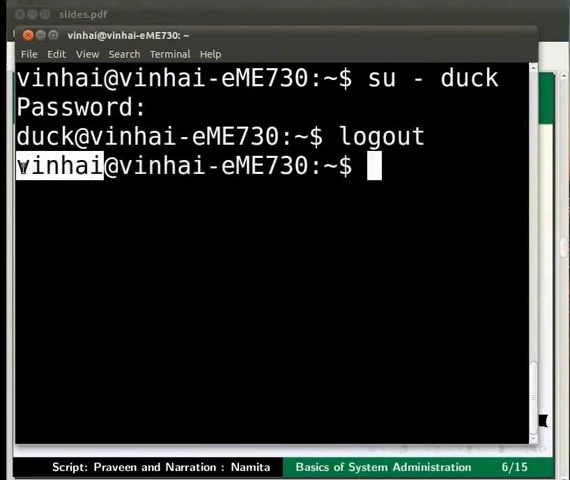 slides.pdf
vinhai@vinhai-eME730: ~
File Edit View Search Terminal Help
vinhai@vinhai-eME730:~$ su - duck
Password:
duck@vinhai-eME730:~$ logout
vinhai@vinhai-eME730:~$
Script: Praveen and Narration : Namita Basics of System Administration 6/15